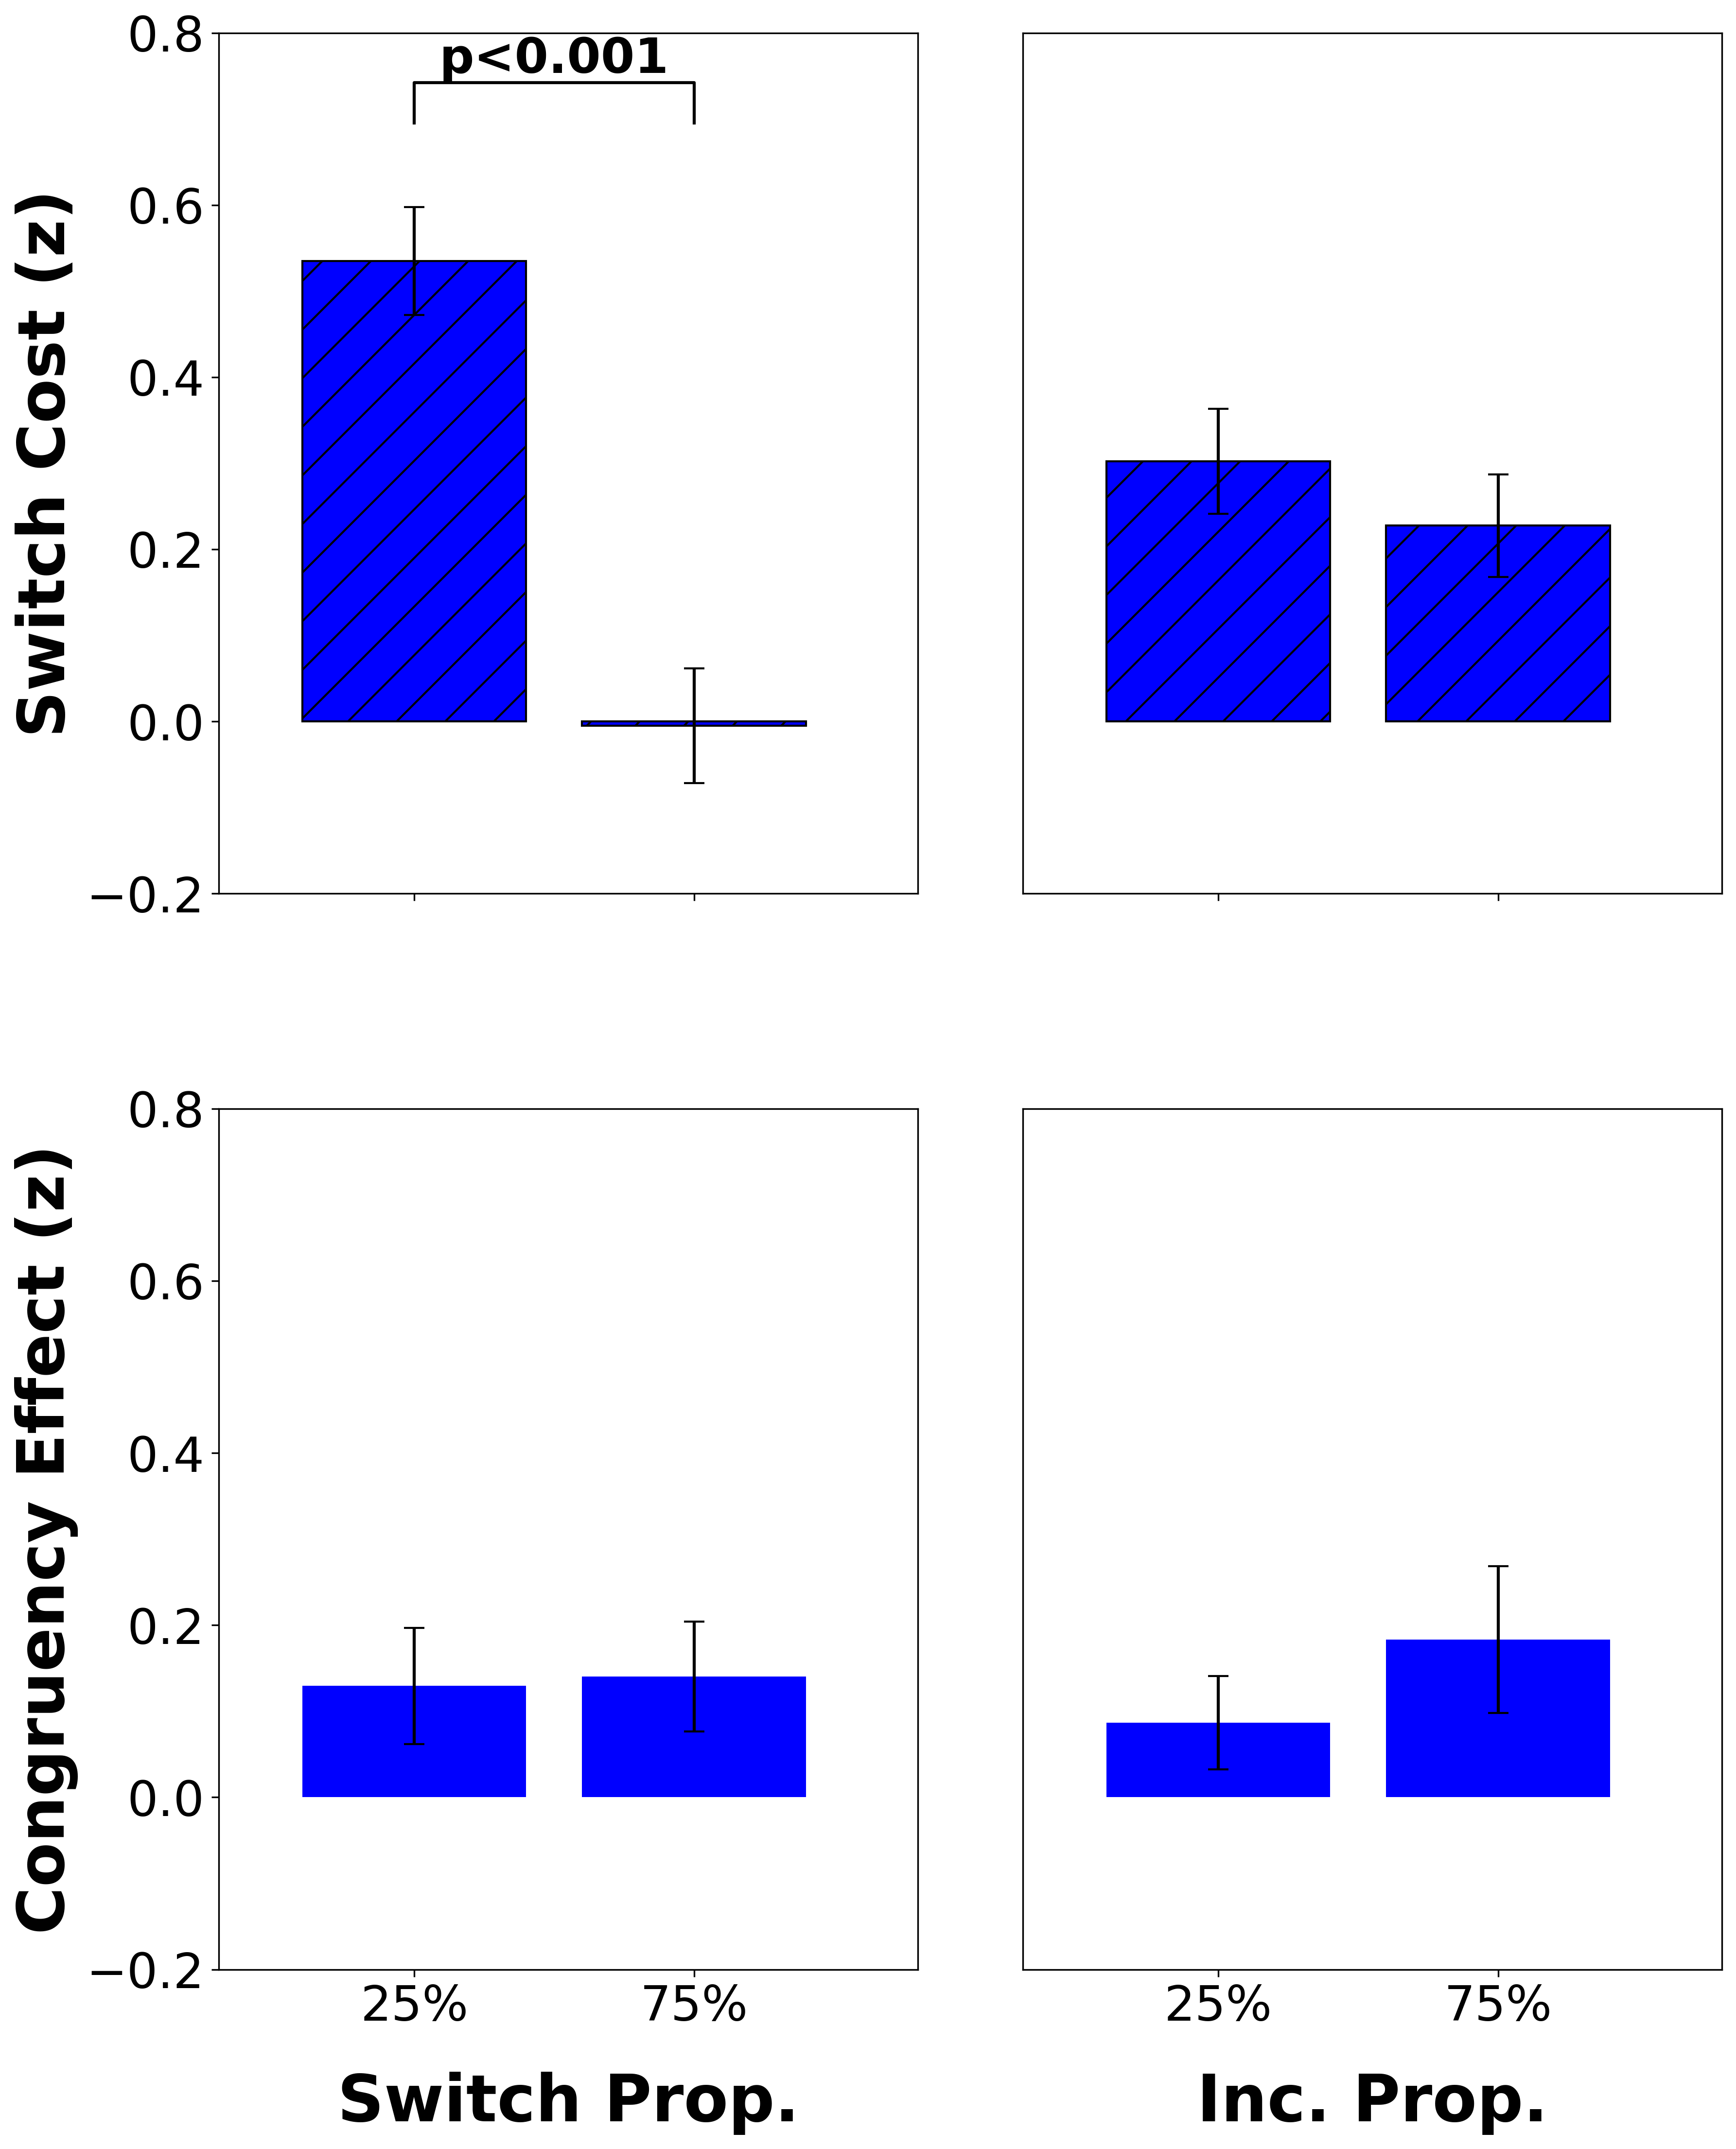 Switch Cost (z)
0.8
0.6
0.4
0.2
0.0
−0.2
p<0.001
Congruency Effect (z)
0.8
0.6
0.4
0.2
0.0
−0.2
25% 75%
25% 75%
Switch Prop.
Inc. Prop.